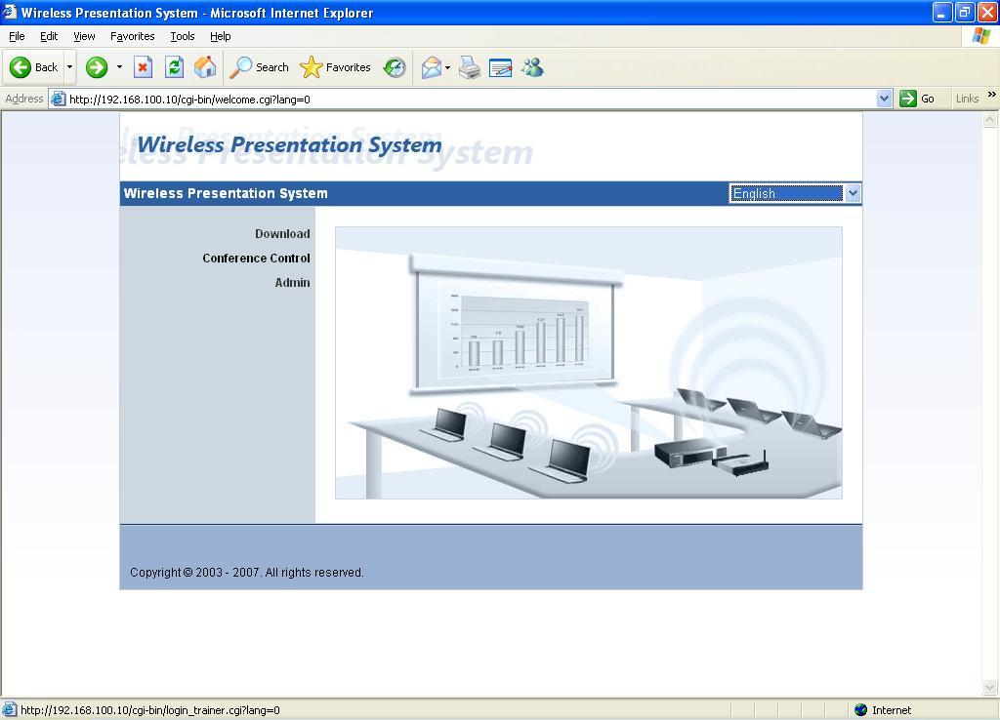 Wireless Presentation System - Microsoft Internet Explorer
File Edit View Favorites Tools Help
Back Search Favorites
Address http://192.168.100.10/cgi-bin/welcome.cgi?lang=0 Go Links »
Wireless Presentation System
Wireless Presentation System English
Download
Conference Control
Admin
Copyright © 2003 - 2007. All rights reserved.
http://192.168.100.10/cgi-bin/login_trainer.cgi?lang=0 Internet